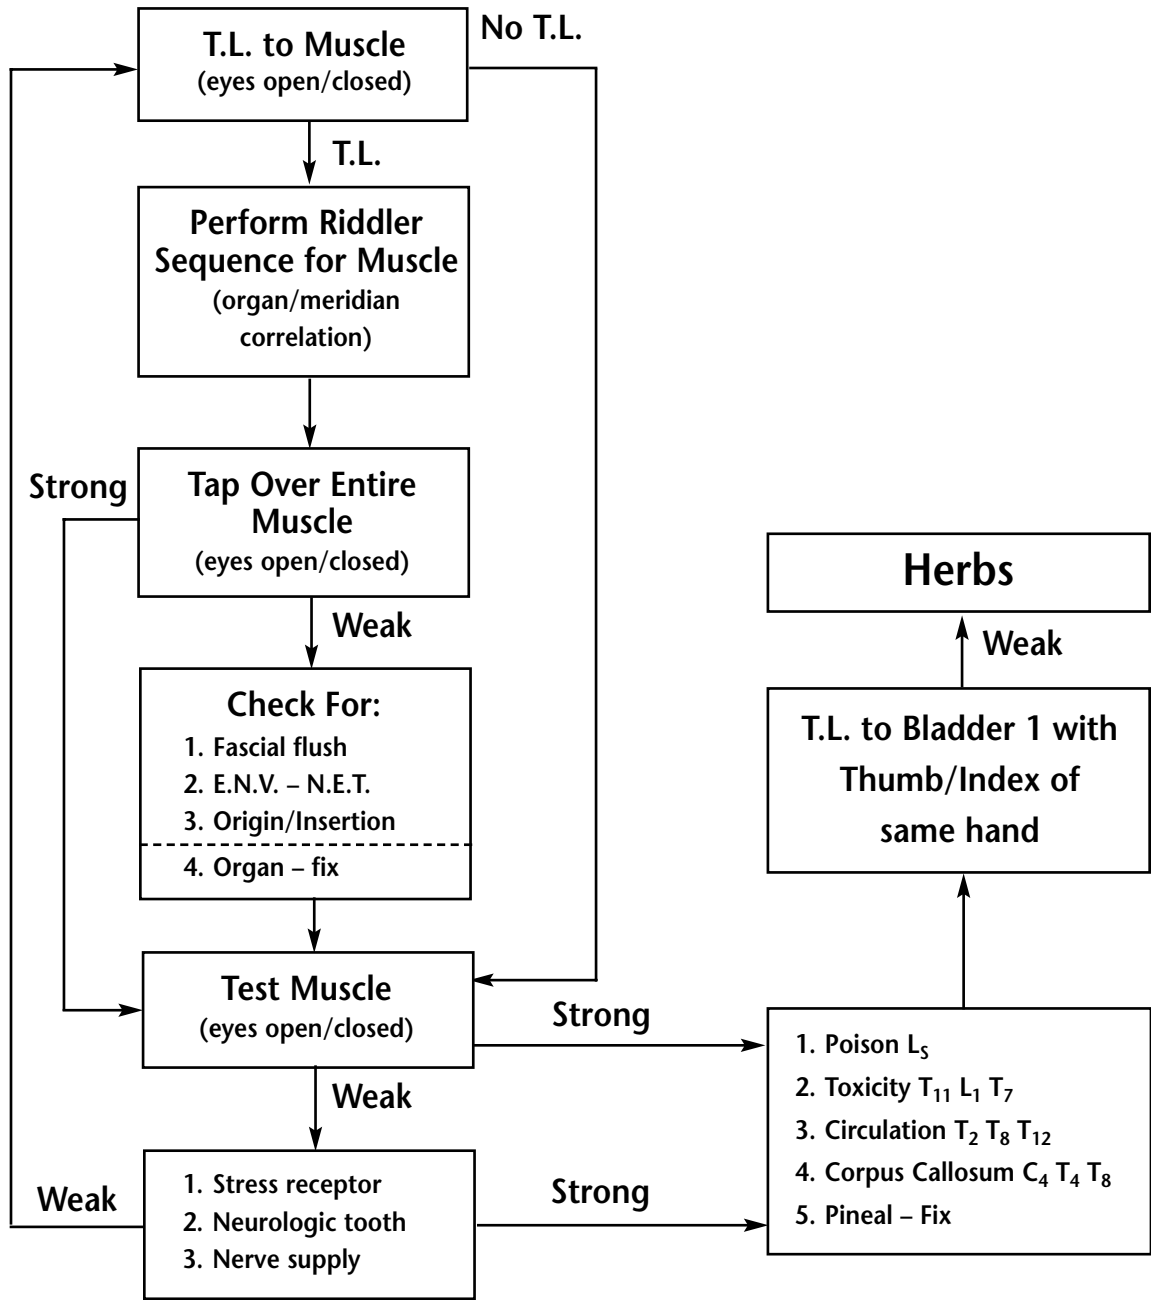 T.L. to Muscle
(eyes open/closed)
No T.L.
T.L.
Perform Riddler
Sequence for Muscle
(organ/meridian
correlation)
Strong
Tap Over Entire
Muscle
(eyes open/closed)
Weak
Check For:
1. Fascial flush
2. E.N.V. – N.E.T.
3. Origin/Insertion
4. Organ – fix
Test Muscle
(eyes open/closed)
Strong
Weak
Weak
1. Stress receptor
2. Neurologic tooth
3. Nerve supply
Strong
1. Poison L₅
2. Toxicity T₁₁ L₁ T₇
3. Circulation T₂ T₈ T₁₂
4. Corpus Callosum C₄ T₄ T₈
5. Pineal – Fix
T.L. to Bladder 1 with
Thumb/Index of
same hand
Weak
Herbs